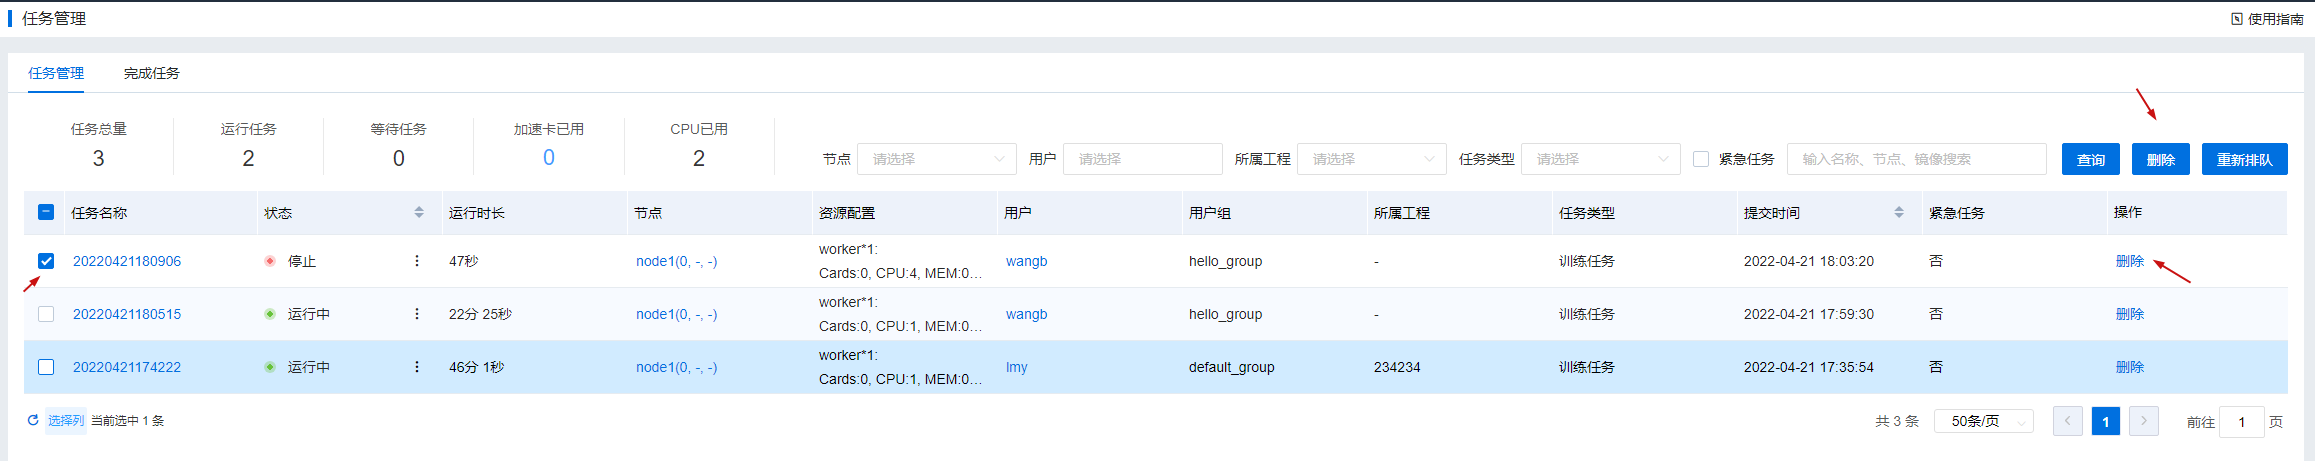 任务管理
使用指南
任务管理 完成任务
任务总量 运行任务 等待任务 加速卡已用 CPU已用
3 2 0 0 2
节点 请选择 用户 请选择 所属工程 请选择 任务类型 请选择 紧急任务 输入名称、节点、镜像搜索 查询 删除 重新排队
任务名称 状态 运行时长 节点 资源配置 用户 用户组 所属工程 任务类型 提交时间 紧急任务 操作
20220421180906 停止 47秒 node1(0, -, -) worker*1: wangb hello_group - 训练任务 2022-04-21 18:03:20 否 删除
Cards:0, CPU:4, MEM:0…
20220421180515 运行中 22分 25秒 node1(0, -, -) worker*1: wangb hello_group - 训练任务 2022-04-21 17:59:30 否 删除
Cards:0, CPU:1, MEM:0…
20220421174222 运行中 46分 1秒 node1(0, -, -) worker*1: lmy default_group 234234 训练任务 2022-04-21 17:35:54 否 删除
Cards:0, CPU:1, MEM:0…
选择列 当前选中 1 条 共 3 条 50条/页 1 前往 1 页